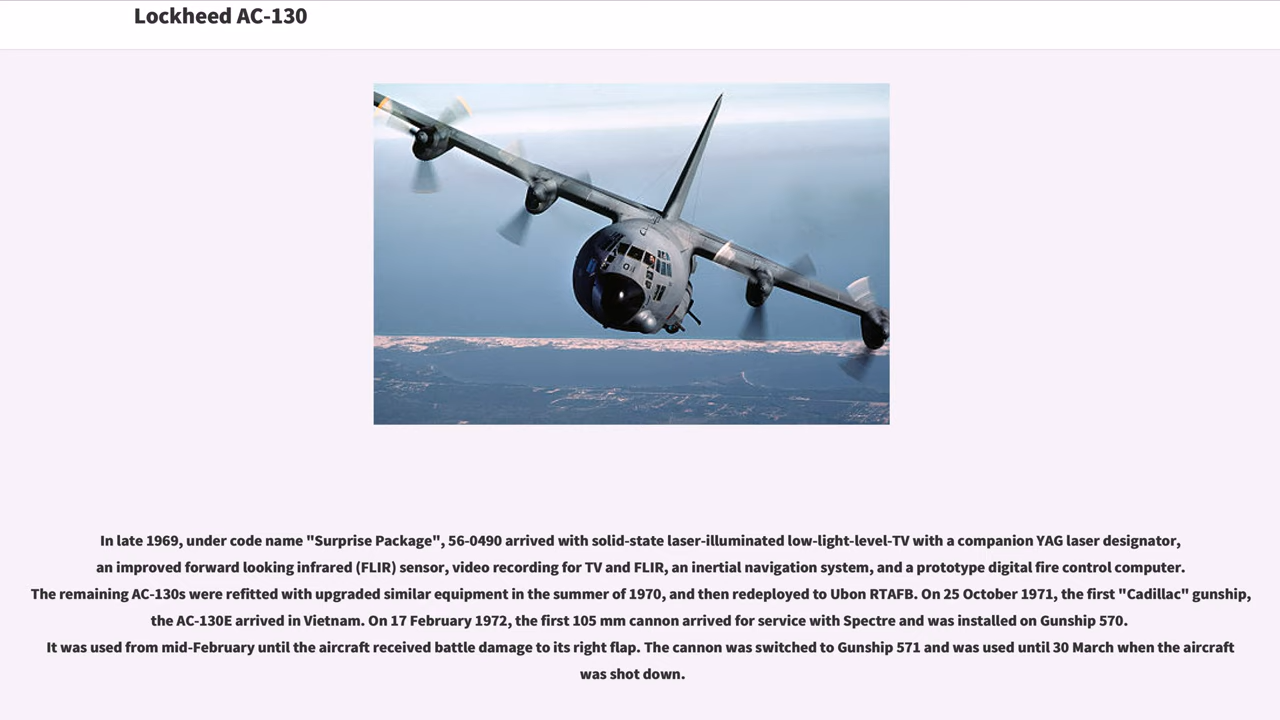 Lockheed AC-130
In late 1969, under code name "Surprise Package", 56-0490 arrived with solid-state laser-illuminated low-light-level-TV with a companion YAG laser designator,
an improved forward looking infrared (FLIR) sensor, video recording for TV and FLIR, an inertial navigation system, and a prototype digital fire control computer.
The remaining AC-130s were refitted with upgraded similar equipment in the summer of 1970, and then redeployed to Ubon RTAFB. On 25 October 1971, the first "Cadillac" gunship,
the AC-130E arrived in Vietnam. On 17 February 1972, the first 105 mm cannon arrived for service with Spectre and was installed on Gunship 570.
It was used from mid-February until the aircraft received battle damage to its right flap. The cannon was switched to Gunship 571 and was used until 30 March when the aircraft
was shot down.